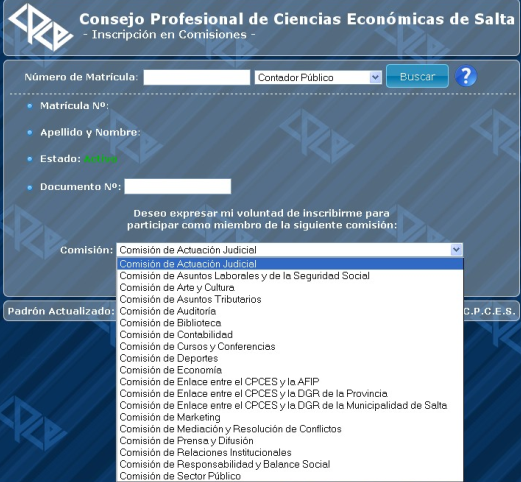 Consejo Profesional de Ciencias Económicas de Salta
- Inscripción en Comisiones -
Número de Matrícula: Contador Público Buscar ?
Matrícula Nº:
Apellido y Nombre:
Estado: Activo
Documento Nº:
Deseo expresar mi voluntad de inscribirme para
participar como miembro de la siguiente comisión:
Comisión: Comisión de Actuación Judicial
Comisión de Actuación Judicial
Comisión de Asuntos Laborales y de la Seguridad Social
Comisión de Arte y Cultura
Comisión de Asuntos Tributarios
Comisión de Auditoría
Comisión de Biblioteca
Comisión de Contabilidad
Comisión de Cursos y Conferencias
Comisión de Deportes
Comisión de Economía
Comisión de Enlace entre el CPCES y la AFIP
Comisión de Enlace entre el CPCES y la DGR de la Provincia
Comisión de Enlace entre el CPCES y la DGR de la Municipalidad de Salta
Comisión de Marketing
Comisión de Mediación y Resolución de Conflictos
Comisión de Prensa y Difusión
Comisión de Relaciones Institucionales
Comisión de Responsabilidad y Balance Social
Comisión de Sector Público
Padrón Actualizado: C.P.C.E.S.